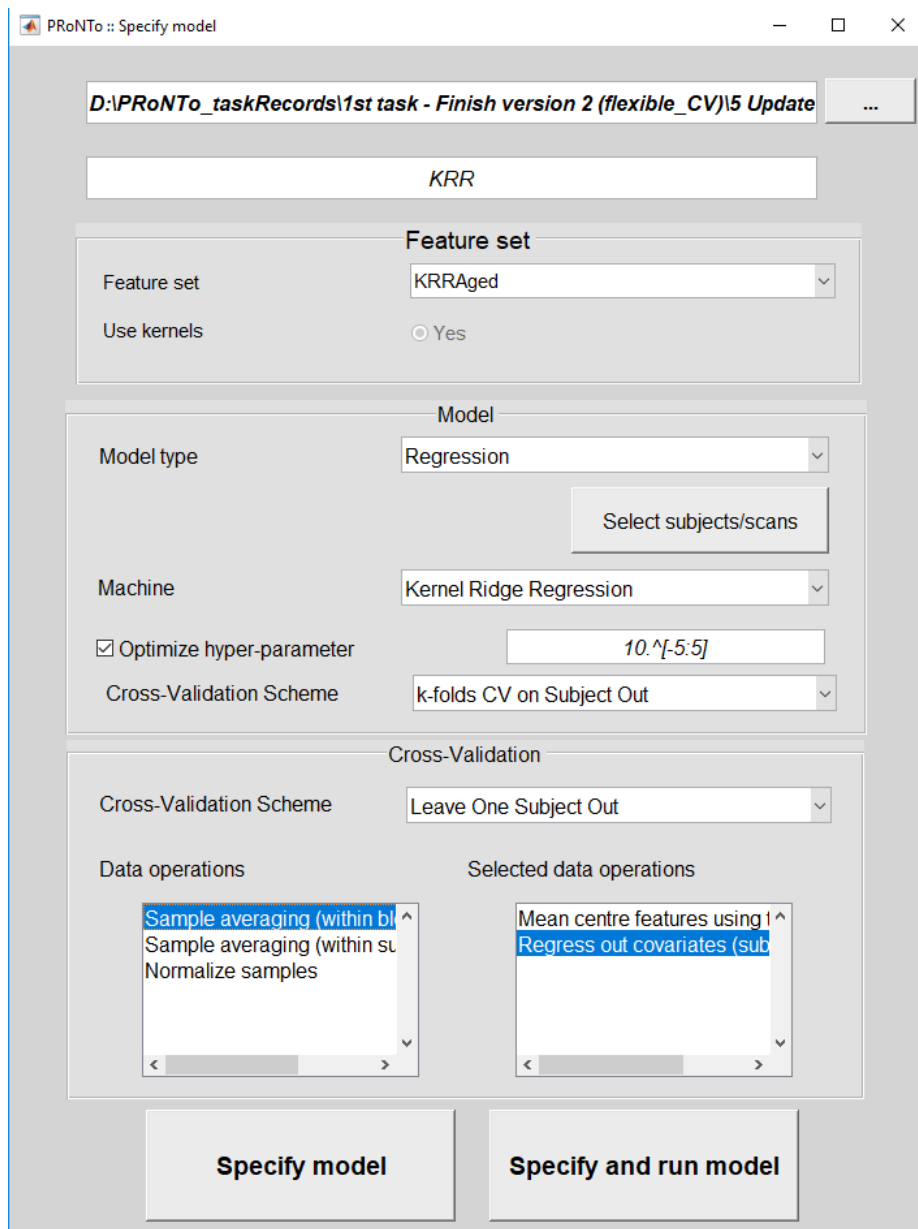 PRoNTo :: Specify model
D:\PRoNTo_taskRecords\1st task - Finish version 2 (flexible_CV)\5 Update
...
KRR
Feature set
Feature set KRRAged
Use kernels Yes
Model
Model type Regression
Select subjects/scans
Machine Kernel Ridge Regression
Optimize hyper-parameter 10.^[-5:5]
Cross-Validation Scheme k-folds CV on Subject Out
Cross-Validation
Cross-Validation Scheme Leave One Subject Out
Data operations Selected data operations
Sample averaging (within blo Mean centre features using t
Sample averaging (within su Regress out covariates (sub
Normalize samples
Specify model Specify and run model